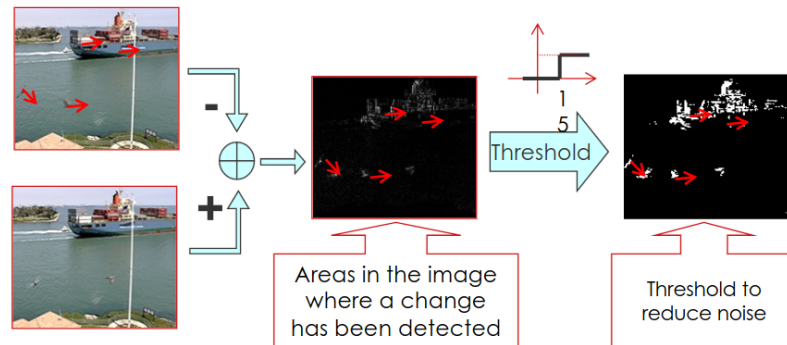 -
+
1
5
Threshold
Areas in the image
where a change
has been detected
Threshold to
reduce noise